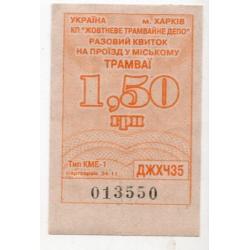 УКРАЇНА м. ХАРКІВ
КП "ЖОВТНЕВЕ ТРАМВАЙНЕ ДЕПО"
РАЗОВИЙ КВИТОК
НА ПРОЇЗД У МІСЬКОМУ
ТРАМВАЇ
1,50
грн
Тип КМЕ-1
ДЖХЧ35
013550